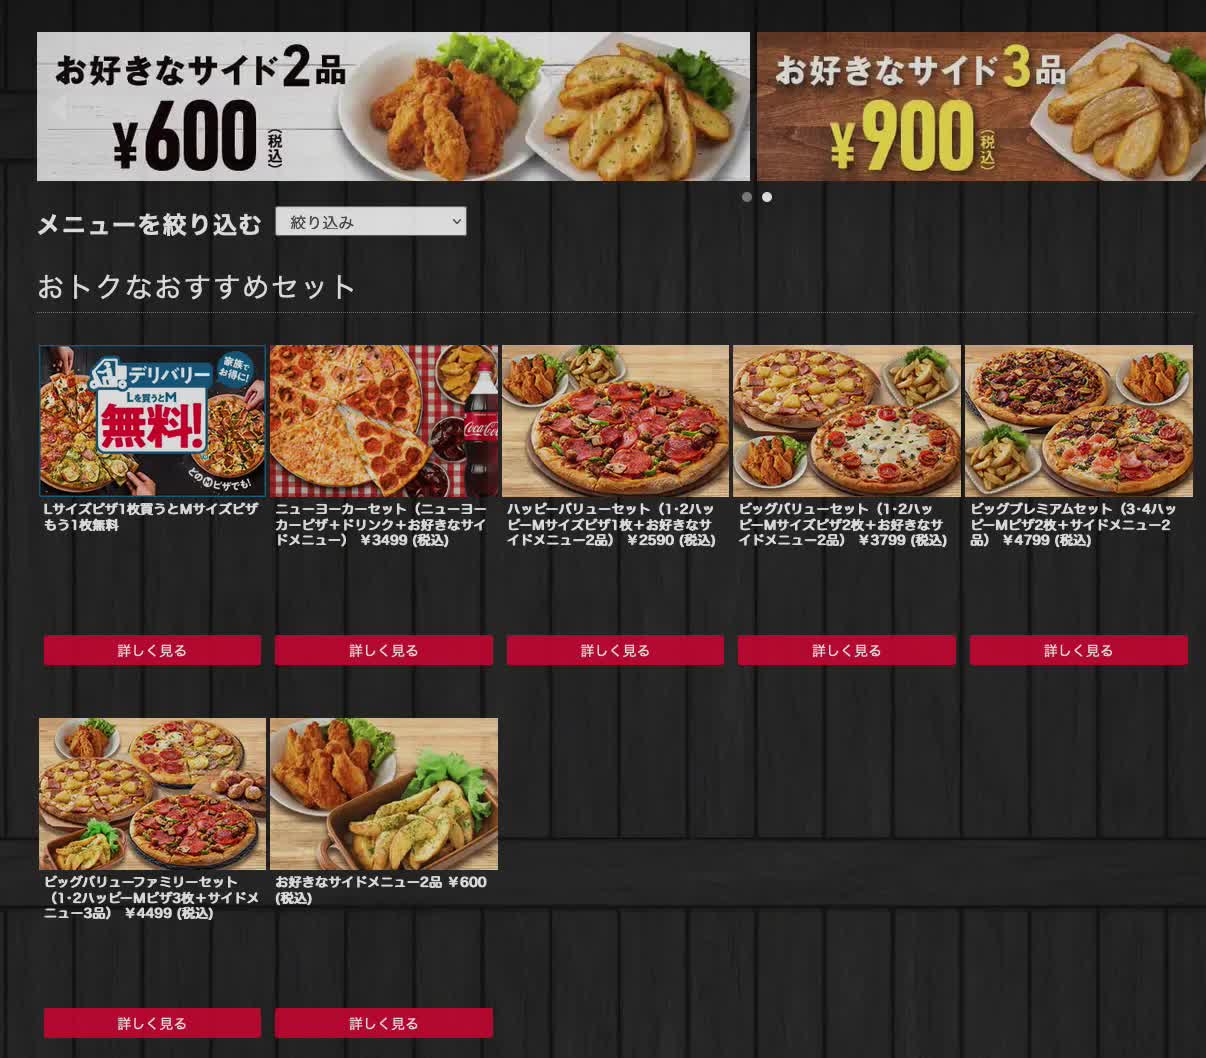 お好きなサイド2品
¥600(税込)
お好きなサイド3品
¥900(税込)
メニューを絞り込む
絞り込み
おトクなおすすめセット
デリバリー
家族で
お得に!
Lを買うとM
無料!
どのMピザでも!
Coca-Co
Lサイズピザ1枚買うとMサイズピザ
もう1枚無料
ニューヨーカーセット（ニューヨー
カーピザ＋ドリンク＋お好きなサイ
ドメニュー） ￥3499 (税込)
ハッピーバリューセット（1･2ハッ
ピーMサイズピザ1枚＋お好きなサ
イドメニュー2品） ￥2590 (税込)
ビッグバリューセット（1･2ハッ
ピーMサイズピザ2枚＋お好きなサ
イドメニュー2品） ￥3799 (税込)
ビッグプレミアムセット（3･4ハッ
ピーMピザ2枚＋サイドメニュー2
品） ￥4799 (税込)
詳しく見る
詳しく見る
詳しく見る
詳しく見る
詳しく見る
ビッグバリューファミリーセット
（1･2ハッピーMピザ3枚＋サイドメ
ニュー3品） ￥4499 (税込)
お好きなサイドメニュー2品 ￥600
(税込)
詳しく見る
詳しく見る